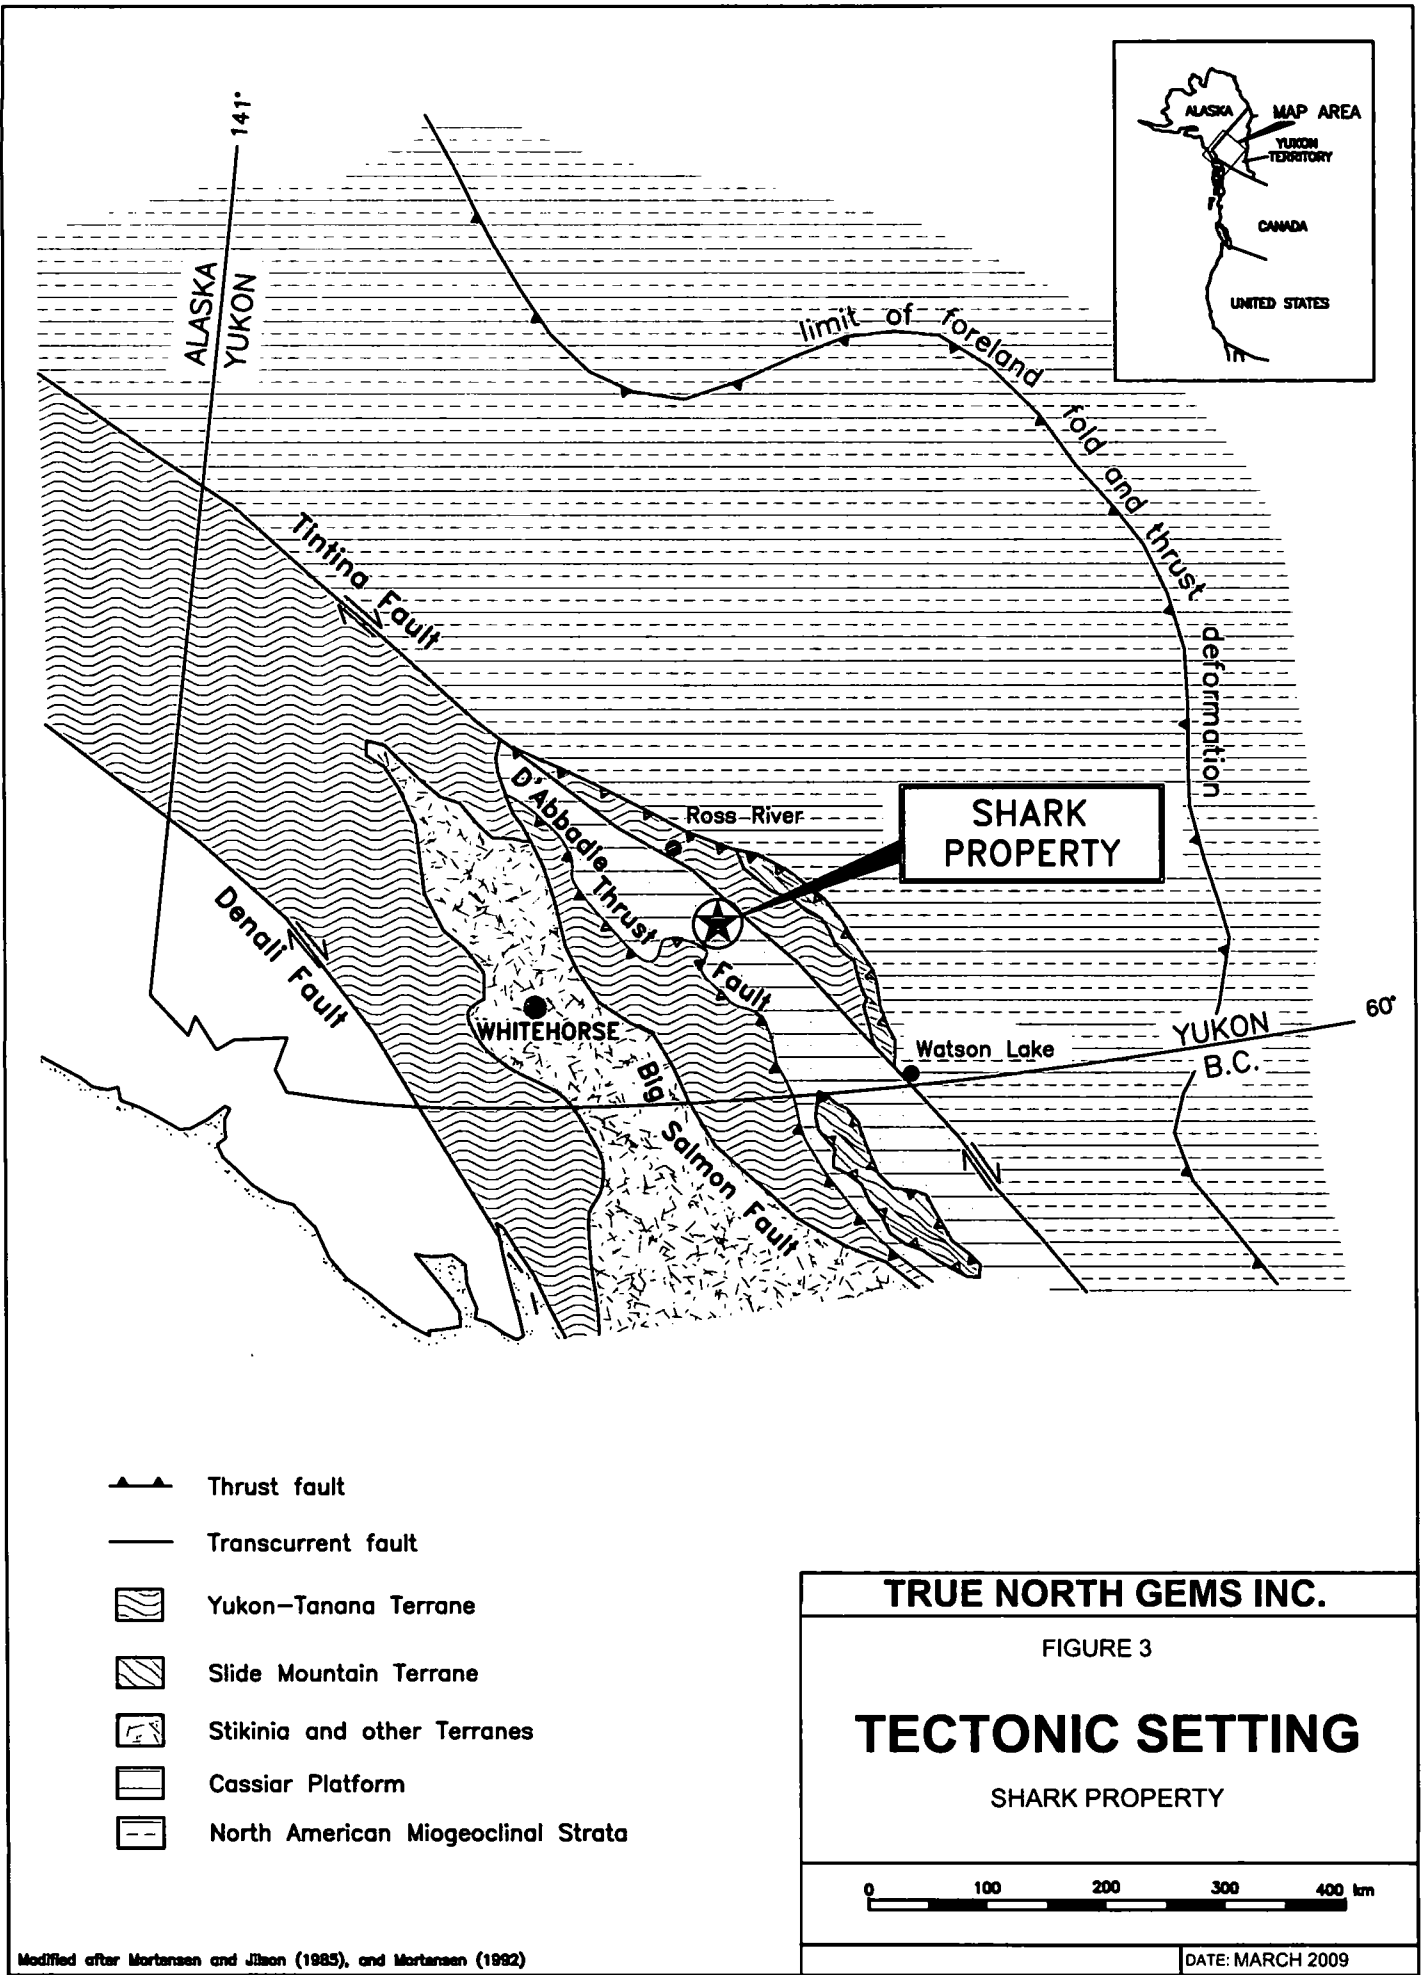 141°
ALASKA
YUKON
ALASKA
MAP AREA
YUKON
TERRITORY
CANADA
UNITED STATES
limit of foreland fold and thrust deformation
Tintina Fault
D'Abbadie Thrust Fault
Ross River
SHARK
PROPERTY
Denali Fault
WHITEHORSE
Big Salmon Fault
Watson Lake
60°
YUKON
B.C.
Thrust fault
Transcurrent fault
Yukon-Tanana Terrane
Slide Mountain Terrane
Stikinia and other Terranes
Cassiar Platform
North American Miogeoclinal Strata
TRUE NORTH GEMS INC.
FIGURE 3
TECTONIC SETTING
SHARK PROPERTY
0 100 200 300 400 km
Modified after Mortensen and Jilson (1985), and Mortensen (1992)
DATE: MARCH 2009